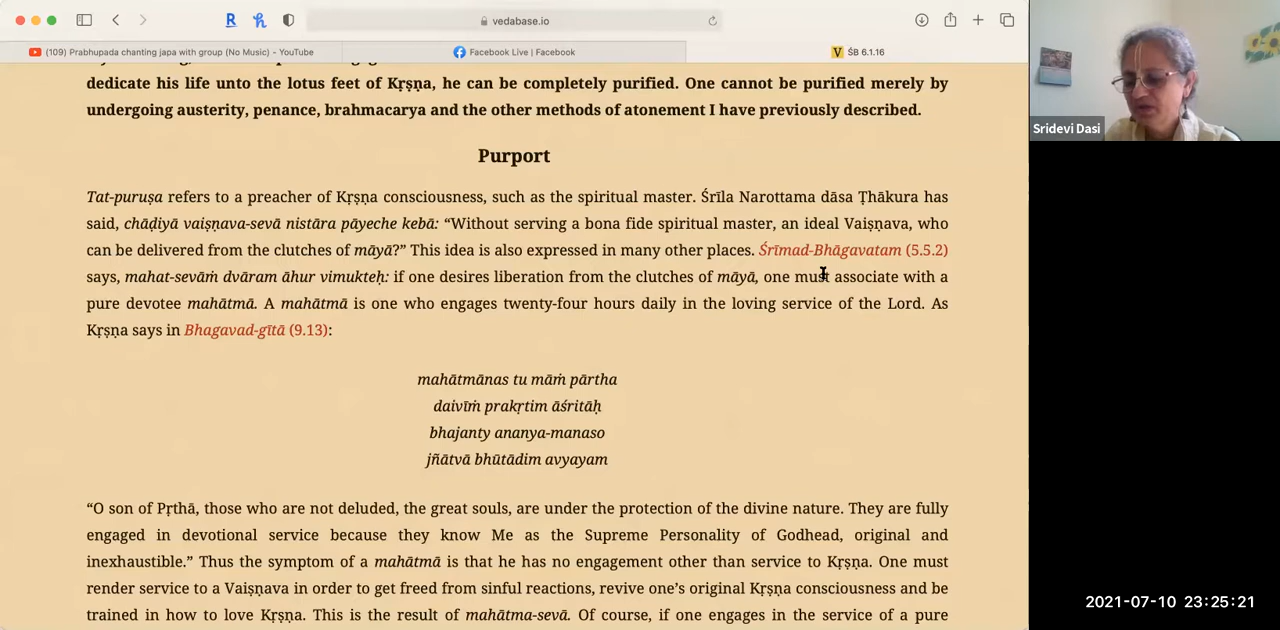 vedabase.io
(109) Prabhupada chanting japa with group (No Music) - YouTube
Facebook Live | Facebook
ŚB 6.1.16
dedicate his life unto the lotus feet of Kṛṣṇa, he can be completely purified. One cannot be purified merely by
undergoing austerity, penance, brahmacarya and the other methods of atonement I have previously described.
Purport
Tat-puruṣa refers to a preacher of Kṛṣṇa consciousness, such as the spiritual master. Śrīla Narottama dāsa Ṭhākura has
said, chāḍiyā vaiṣṇava-sevā nistāra pāyeche kebā: “Without serving a bona fide spiritual master, an ideal Vaiṣṇava, who
can be delivered from the clutches of māyā?” This idea is also expressed in many other places. Śrīmad-Bhāgavatam (5.5.2)
says, mahat-sevāṁ dvāram āhur vimukteḥ: if one desires liberation from the clutches of māyā, one must associate with a
pure devotee mahātmā. A mahātmā is one who engages twenty-four hours daily in the loving service of the Lord. As
Kṛṣṇa says in Bhagavad-gītā (9.13):
mahātmānas tu māṁ pārtha
daivīṁ prakṛtim āśritāḥ
bhajanty ananya-manaso
jñātvā bhūtādim avyayam
“O son of Pṛthā, those who are not deluded, the great souls, are under the protection of the divine nature. They are fully
engaged in devotional service because they know Me as the Supreme Personality of Godhead, original and
inexhaustible.” Thus the symptom of a mahātmā is that he has no engagement other than service to Kṛṣṇa. One must
render service to a Vaiṣṇava in order to get freed from sinful reactions, revive one’s original Kṛṣṇa consciousness and be
trained in how to love Kṛṣṇa. This is the result of mahātma-sevā. Of course, if one engages in the service of a pure
Sridevi Dasi
2021-07-10 23:25:21